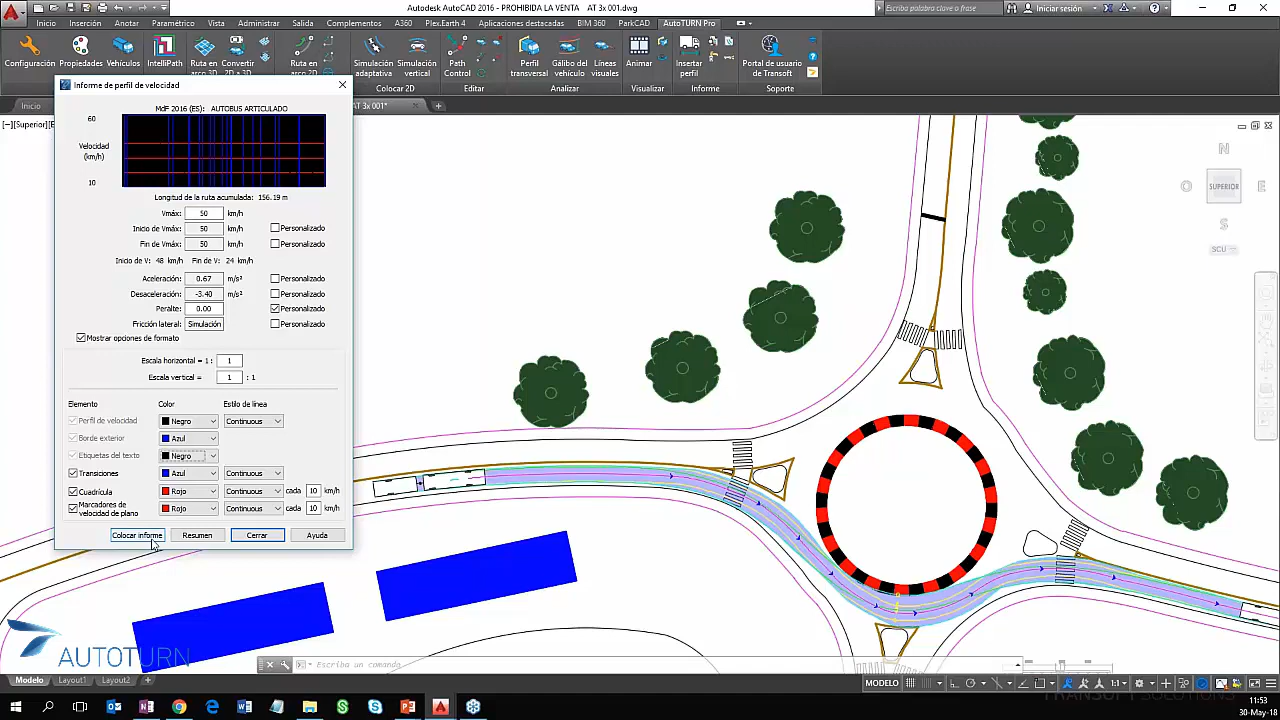 Autodesk AutoCAD 2016 - PROHIBIDA LA VENTA AT 3x 001.dwg
Escriba palabra clave o frase
Iniciar sesión
Inicio Inserción Anotar Paramétrico Vista Administrar Salida Complementos A360 Plex.Earth 4 Aplicaciones destacadas BIM 360 ParkCAD AutoTURN Pro
Configuración Propiedades Vehículos IntelliPath Ruta en arco 3D Convertir 2D a 3D Ruta en arco 2D Simulación adaptativa Simulación vertical Path Control Perfil transversal Gálibo del vehículo Líneas visuales Animar Insertar perfil Portal de usuario de Transoft
Colocar 2D Editar Analizar Visualizar Informe Soporte
Inicio AT 3x 001*
[−][Superior]
Informe de perfil de velocidad
MdF 2016 (ES): AUTOBUS ARTICULADO
60
Velocidad
(km/h)
10
Longitud de la ruta acumulada: 156.19 m
Vmáx: 50 km/h
Inicio de Vmáx: 50 km/h Personalizado
Fin de Vmáx: 50 km/h Personalizado
Inicio de V: 48 km/h Fin de V: 24 km/h
Aceleración: 0.67 m/s² Personalizado
Desaceleración: -3.40 m/s² Personalizado
Peralte: 0.00 Personalizado
Fricción lateral: Simulación Personalizado
Mostrar opciones de formato
Escala horizontal = 1 : 1
Escala vertical = 1 : 1
Elemento Color Estilo de línea
Perfil de velocidad Negro Continuous
Borde exterior Azul
Etiquetas del texto Negro
Transiciones Azul Continuous
Cuadrícula Rojo Continuous cada 10 km/h
Marcadores de velocidad de plano Rojo Continuous cada 10 km/h
Colocar informe Resumen Cerrar Ayuda
N
O SUPERIOR E
S
SCU
AUTOTURN
Escriba un comando
Modelo Layout1 Layout2 +
MODELO
1:1
TRANSOFT SOLUTIONS
11:53
30-May-18